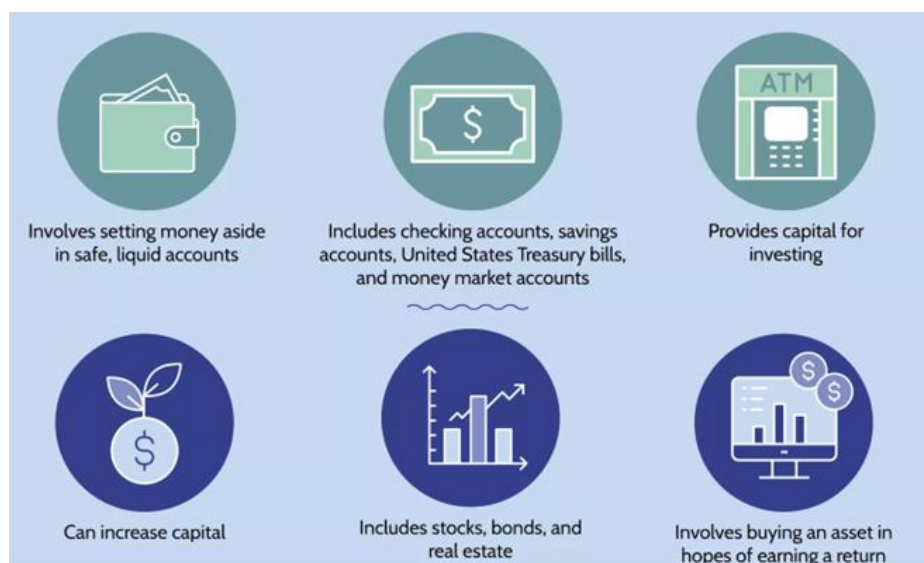 ATM
$
Involves setting money aside
in safe, liquid accounts
Includes checking accounts, savings
accounts, United States Treasury bills,
and money market accounts
Provides capital for
investing
$
$
$
Can increase capital
Includes stocks, bonds, and
real estate
Involves buying an asset in
hopes of earning a return